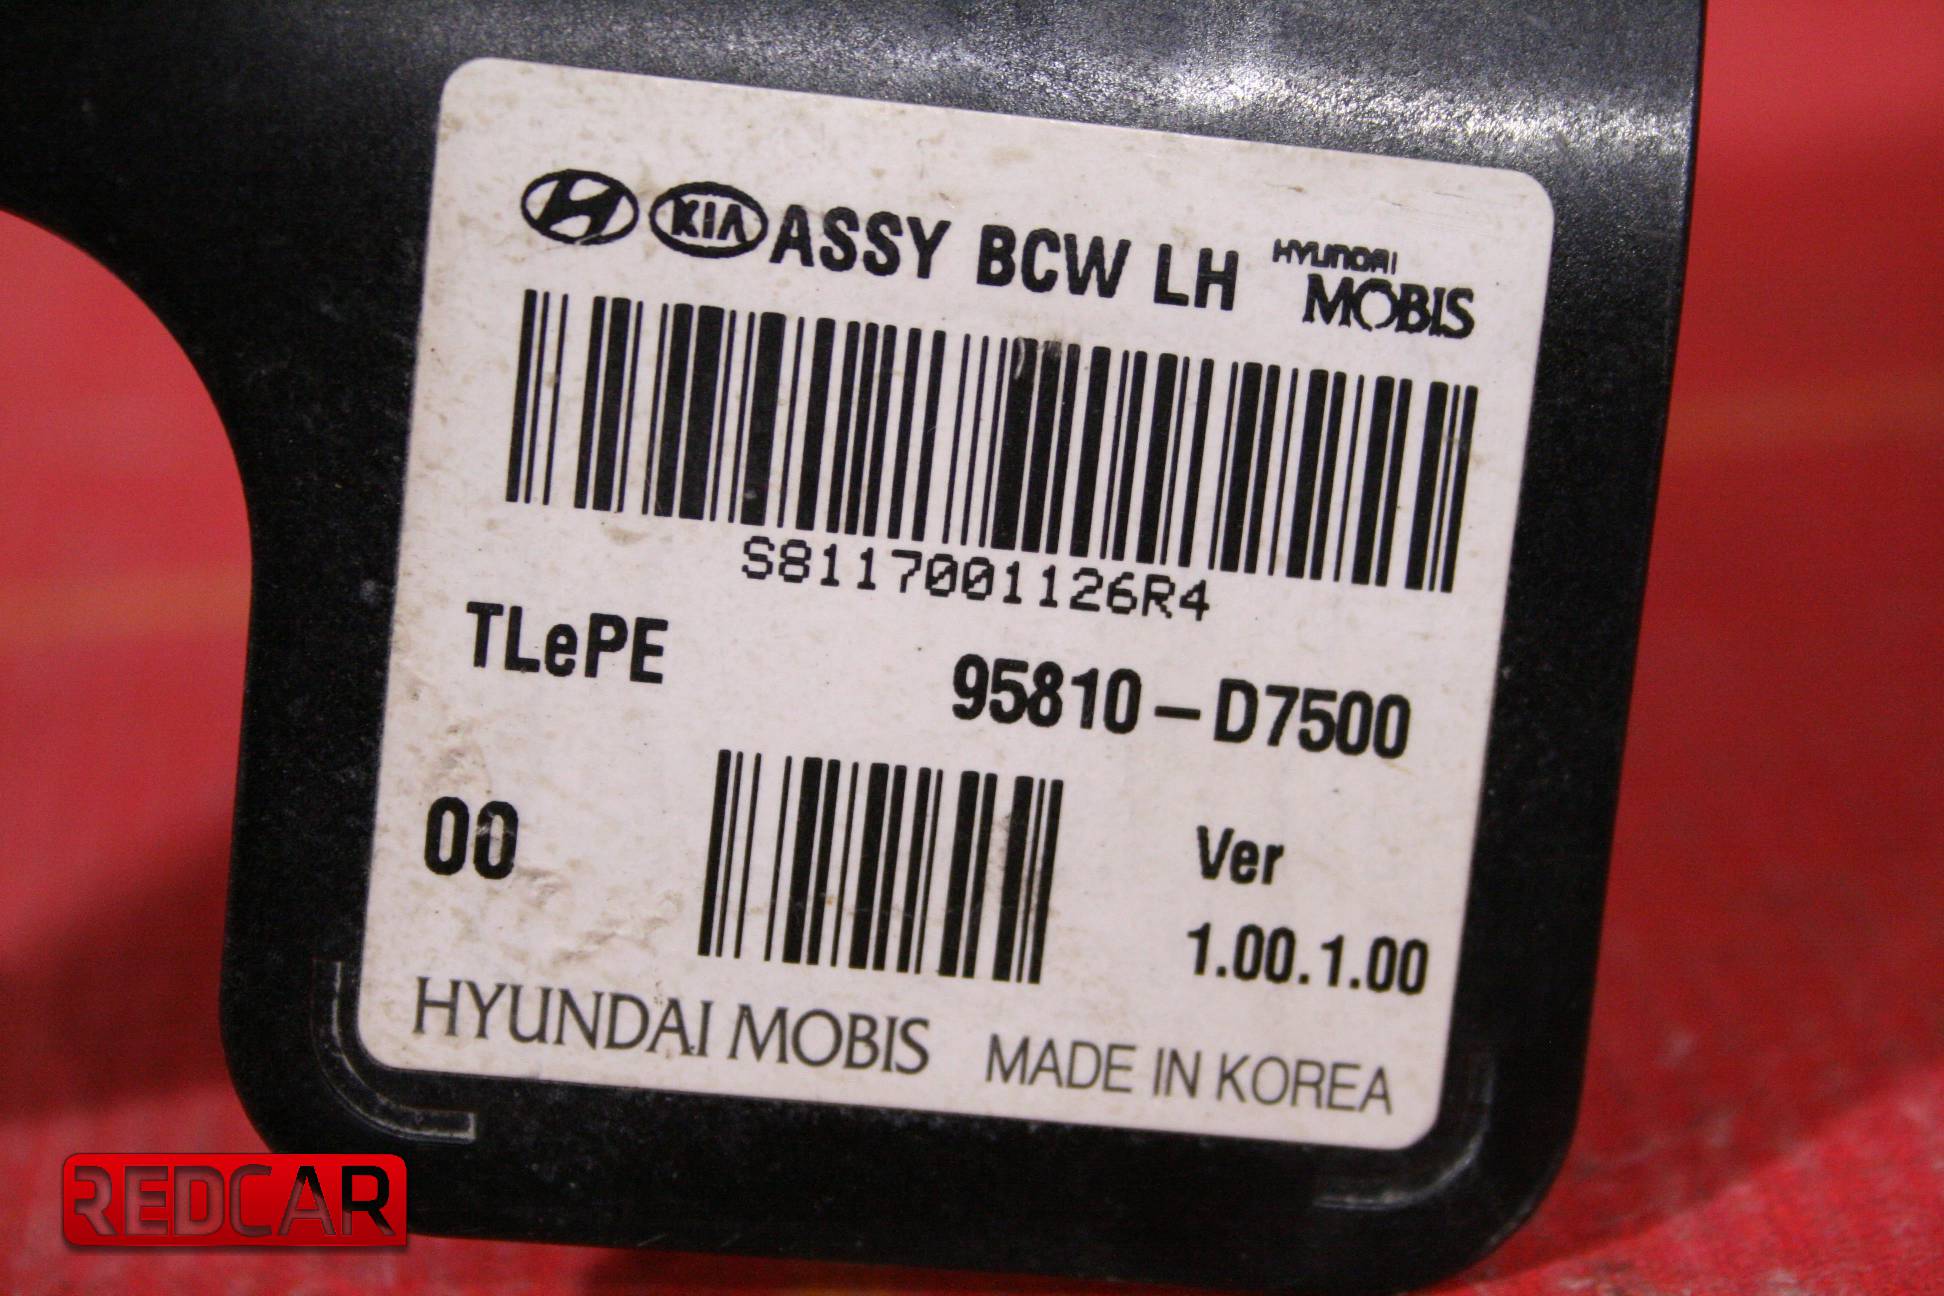 KIA ASSY BCW LH HYUNDAI MOBIS
S8117001126R4
TLePE 95810-D7500
00 Ver
1.00.1.00
HYUNDAI MOBIS MADE IN KOREA
REDCAR